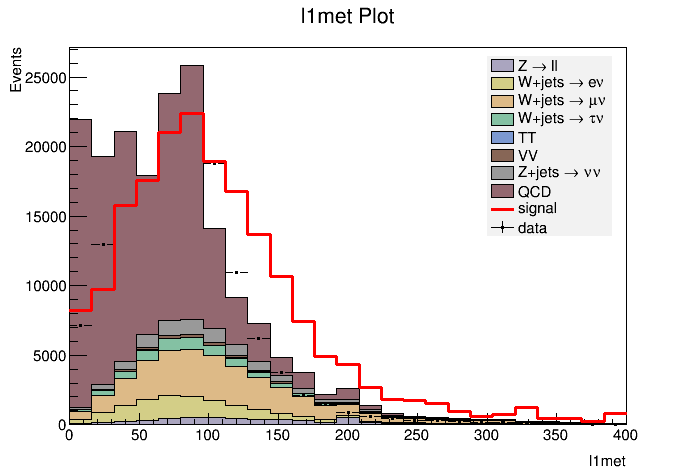 l1met Plot
Events
25000
20000
15000
10000
5000
0
0 50 100 150 200 250 300 350 400
l1met
Z → ll
W+jets → eν
W+jets → μν
W+jets → τν
TT
VV
Z+jets → νν
QCD
signal
data